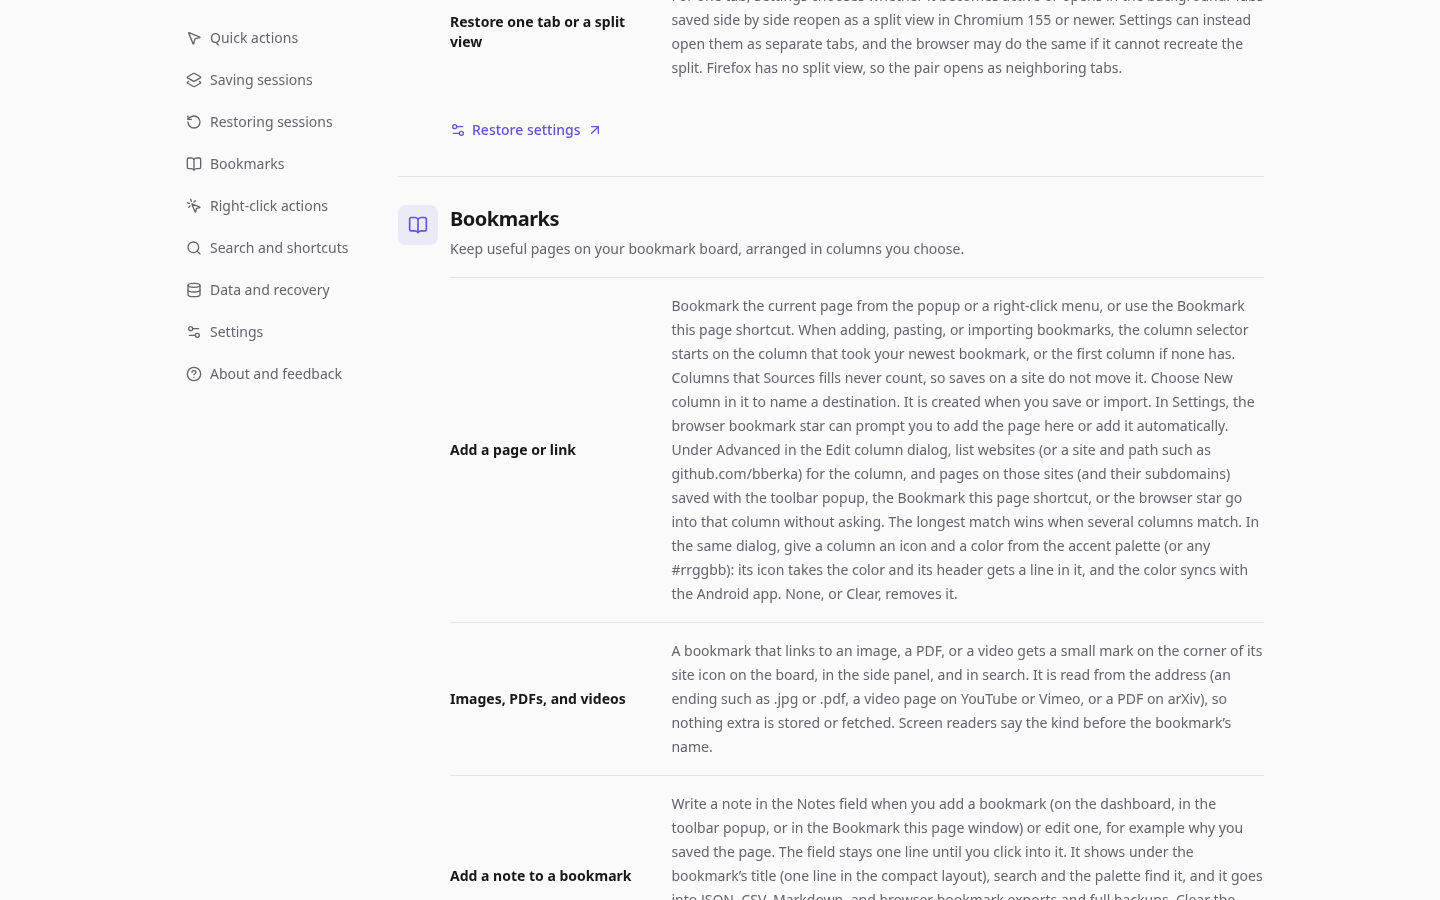 Quick actions
Saving sessions
Restoring sessions
Bookmarks
Right-click actions
Search and shortcuts
Data and recovery
Settings
About and feedback
Restore one tab or a split
view
saved side by side reopen as a split view in Chromium 155 or newer. Settings can instead
open them as separate tabs, and the browser may do the same if it cannot recreate the
split. Firefox has no split view, so the pair opens as neighboring tabs.
Restore settings
Bookmarks
Keep useful pages on your bookmark board, arranged in columns you choose.
Add a page or link
Bookmark the current page from the popup or a right-click menu, or use the Bookmark
this page shortcut. When adding, pasting, or importing bookmarks, the column selector
starts on the column that took your newest bookmark, or the first column if none has.
Columns that Sources fills never count, so saves on a site do not move it. Choose New
column in it to name a destination. It is created when you save or import. In Settings, the
browser bookmark star can prompt you to add the page here or add it automatically.
Under Advanced in the Edit column dialog, list websites (or a site and path such as
github.com/bberka) for the column, and pages on those sites (and their subdomains)
saved with the toolbar popup, the Bookmark this page shortcut, or the browser star go
into that column without asking. The longest match wins when several columns match. In
the same dialog, give a column an icon and a color from the accent palette (or any
#rrggbb): its icon takes the color and its header gets a line in it, and the color syncs with
the Android app. None, or Clear, removes it.
Images, PDFs, and videos
A bookmark that links to an image, a PDF, or a video gets a small mark on the corner of its
site icon on the board, in the side panel, and in search. It is read from the address (an
ending such as .jpg or .pdf, a video page on YouTube or Vimeo, or a PDF on arXiv), so
nothing extra is stored or fetched. Screen readers say the kind before the bookmark’s
name.
Add a note to a bookmark
Write a note in the Notes field when you add a bookmark (on the dashboard, in the
toolbar popup, or in the Bookmark this page window) or edit one, for example why you
saved the page. The field stays one line until you click into it. It shows under the
bookmark’s title (one line in the compact layout), search and the palette find it, and it goes
into JSON, CSV, Markdown, and browser bookmark exports and full backups. Clear the